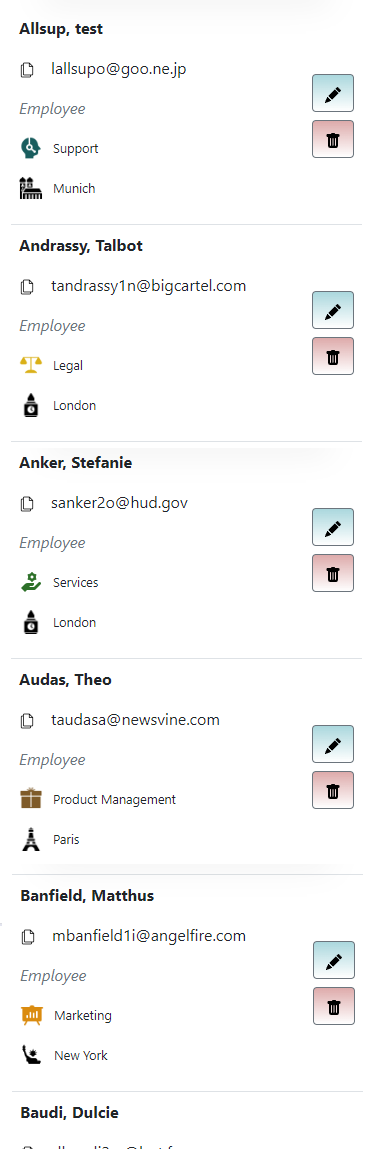 Allsup, test
lallsupo@goo.ne.jp
Employee
Support
Munich
Andrassy, Talbot
tandrassy1n@bigcartel.com
Employee
Legal
London
Anker, Stefanie
sanker2o@hud.gov
Employee
Services
London
Audas, Theo
taudasa@newsvine.com
Employee
Product Management
Paris
Banfield, Matthus
mbanfield1i@angelfire.com
Employee
Marketing
New York
Baudi, Dulcie